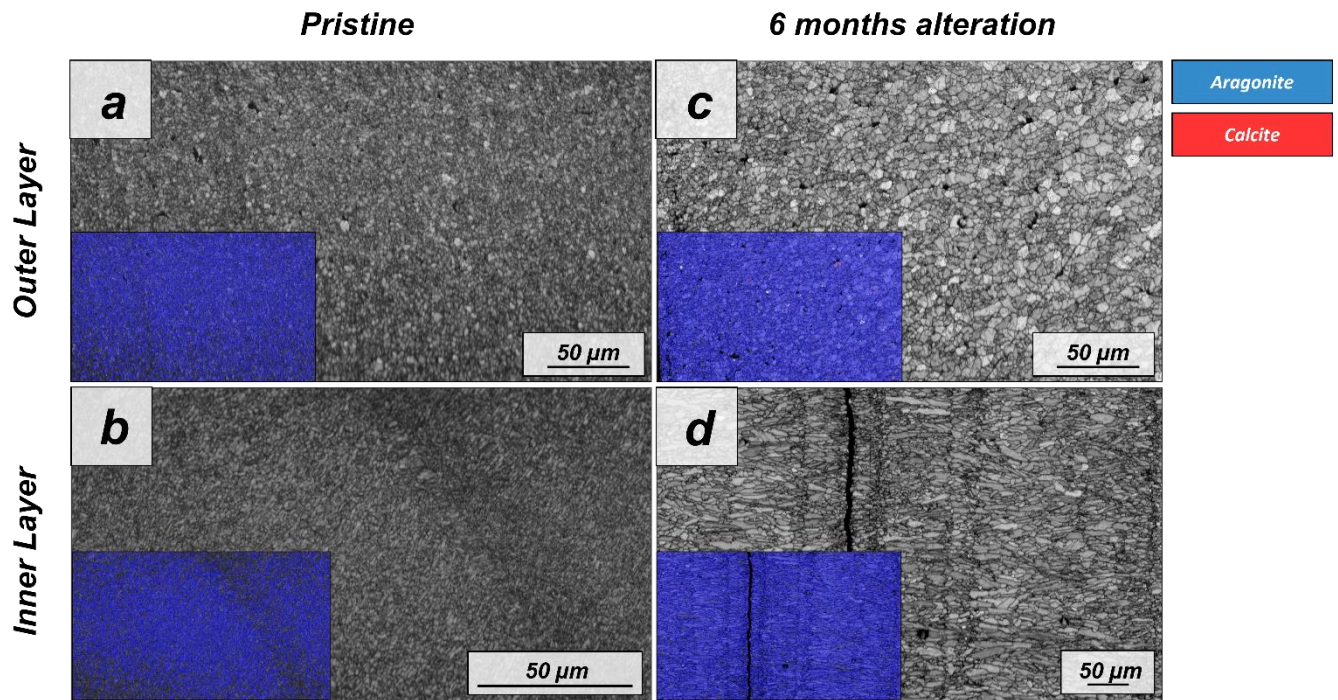 Pristine
6 months alteration
Outer Layer
a
50 µm
c
50 µm
Aragonite
Calcite
Inner Layer
b
50 µm
d
50 µm